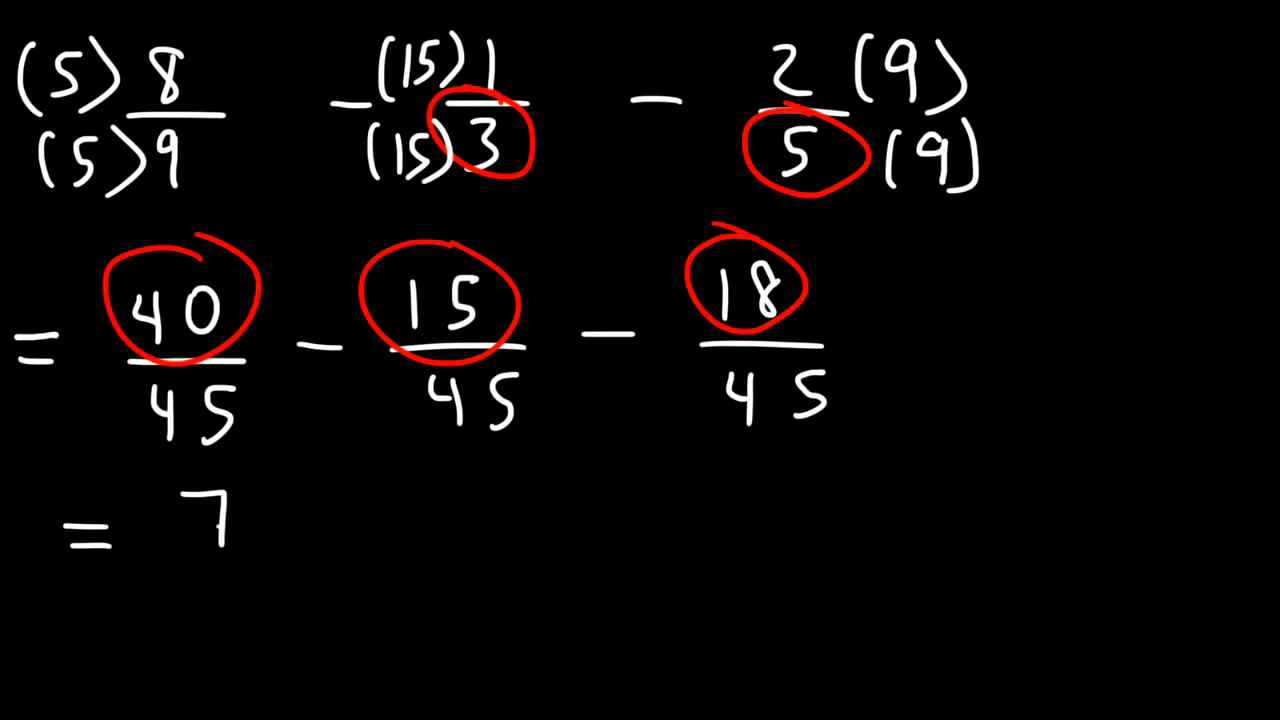 (5) 8 - (15) 1 - 2 (9)
(5) 9 (15) 3 5 (9)
= 40 - 15 - 18
45 45 45
= 7